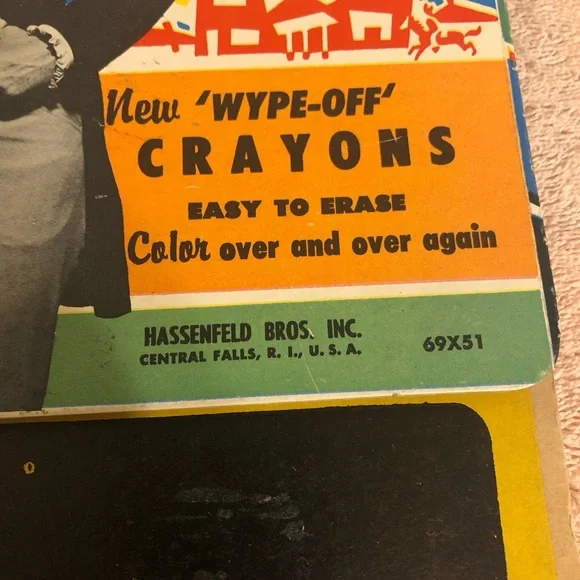 New 'WYPE-OFF'
CRAYONS
EASY TO ERASE
Color over and over again
HASSENFELD BROS. INC.
CENTRAL FALLS, R. I., U. S. A.
69X51